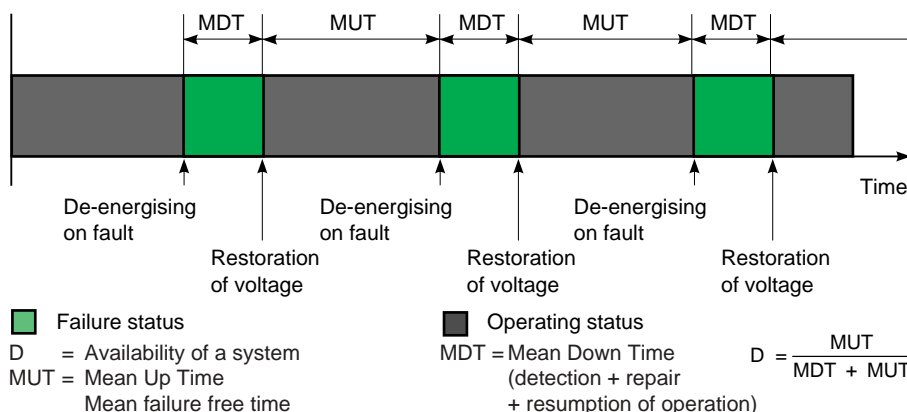 MDT MUT MDT MUT MDT
Time
De-energising on fault
De-energising on fault
De-energising on fault
Restoration of voltage
Restoration of voltage
Restoration of voltage
Failure status
D = Availability of a system
MUT = Mean Up Time
Mean failure free time
Operating status
MDT = Mean Down Time
(detection + repair
+ resumption of operation)
D = MUT / MDT + MUT